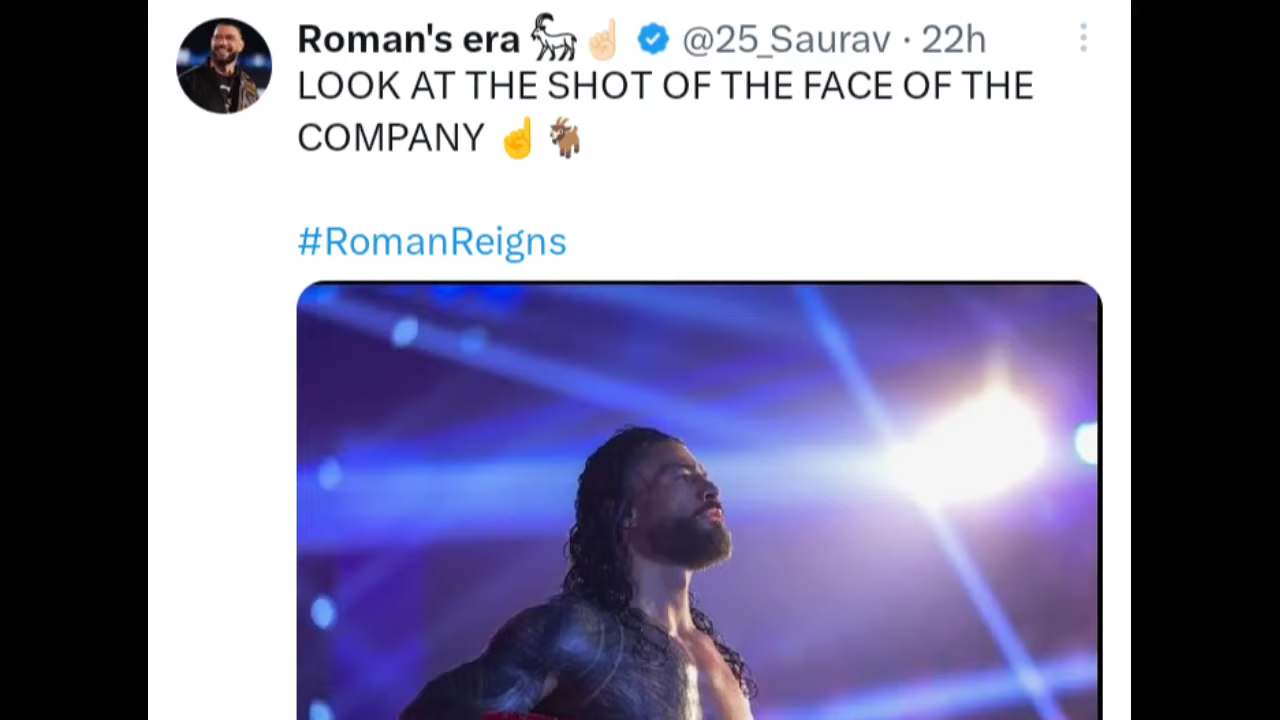 Roman's era 🐐☝🏻 @25_Saurav · 22h
LOOK AT THE SHOT OF THE FACE OF THE
COMPANY ☝️🐐
#RomanReigns